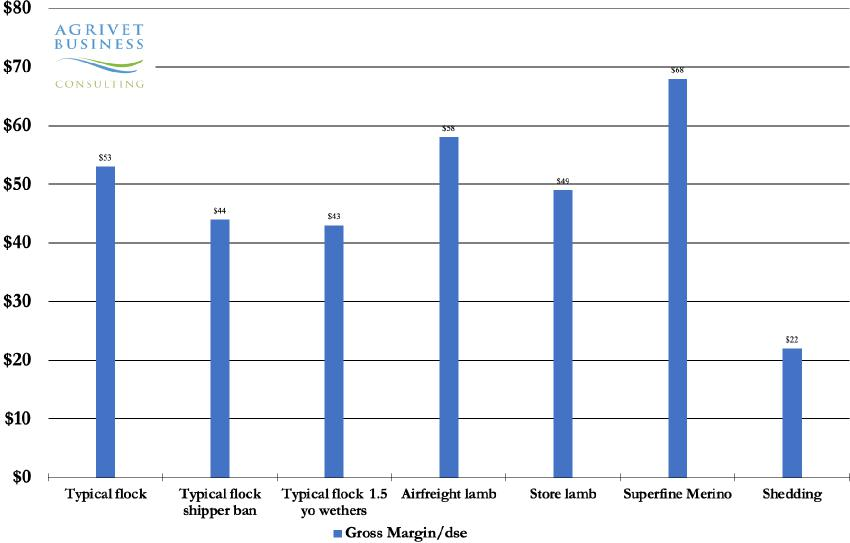 $80
AGRIVET
BUSINESS
CONSULTING
$70
$68
$60
$58
$53
$50
$49
$44
$43
$40
$30
$22
$20
$10
$0
Typical flock
Typical flock
shipper ban
Typical flock 1.5
yo wethers
Airfreight lamb
Store lamb
Superfine Merino
Shedding
Gross Margin/dse